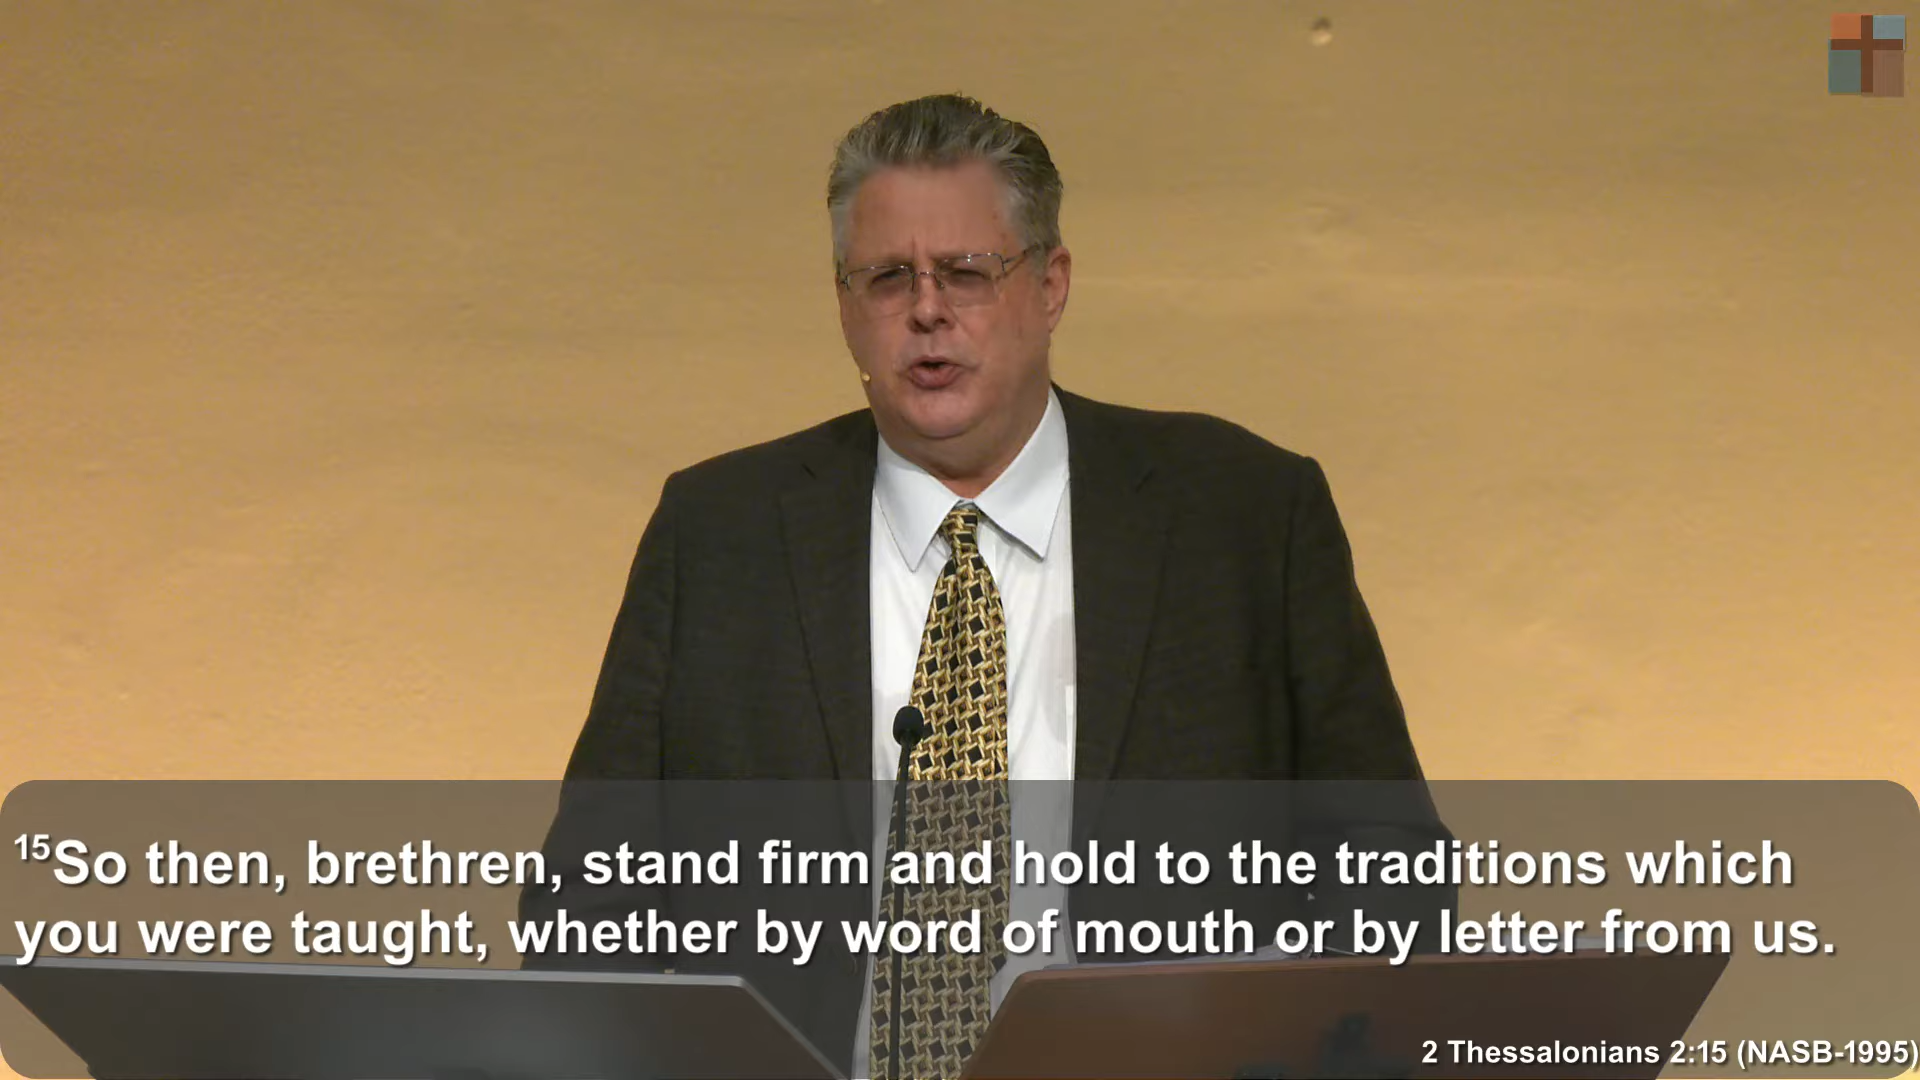 15So then, brethren, stand firm and hold to the traditions which
you were taught, whether by word of mouth or by letter from us.
2 Thessalonians 2:15 (NASB-1995)